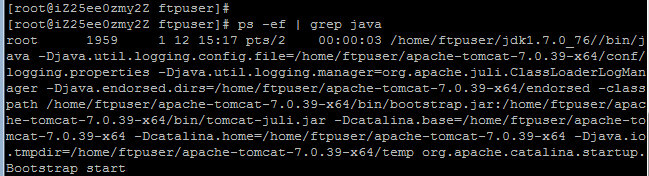 [root@iZ25ee0zmy2Z ftpuser]#
[root@iZ25ee0zmy2Z ftpuser]# ps -ef | grep java
root      1959     1 12 15:17 pts/2    00:00:03 /home/ftpuser/jdk1.7.0_76//bin/j
ava -Djava.util.logging.config.file=/home/ftpuser/apache-tomcat-7.0.39-x64/conf/
logging.properties -Djava.util.logging.manager=org.apache.juli.ClassLoaderLogMan
ager -Djava.endorsed.dirs=/home/ftpuser/apache-tomcat-7.0.39-x64/endorsed -class
path /home/ftpuser/apache-tomcat-7.0.39-x64/bin/bootstrap.jar:/home/ftpuser/apac
he-tomcat-7.0.39-x64/bin/tomcat-juli.jar -Dcatalina.base=/home/ftpuser/apache-to
mcat-7.0.39-x64 -Dcatalina.home=/home/ftpuser/apache-tomcat-7.0.39-x64 -Djava.io
.tmpdir=/home/ftpuser/apache-tomcat-7.0.39-x64/temp org.apache.catalina.startup.
Bootstrap start